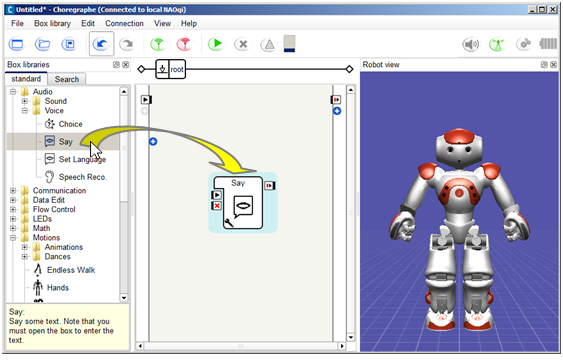 Untitled* - Choregraphe (Connected to local NAOqi)
File Box library Edit Connection View Help
Box libraries
standard Search
root
Robot view
Audio
Sound
Voice
Choice
Say
Set Language
Speech Reco.
Communication
Data Edit
Flow Control
LEDs
Math
Motions
Animations
Dances
Endless Walk
Hands
Say
Say:
Say some text. Note that you
must open the box to enter the
text.